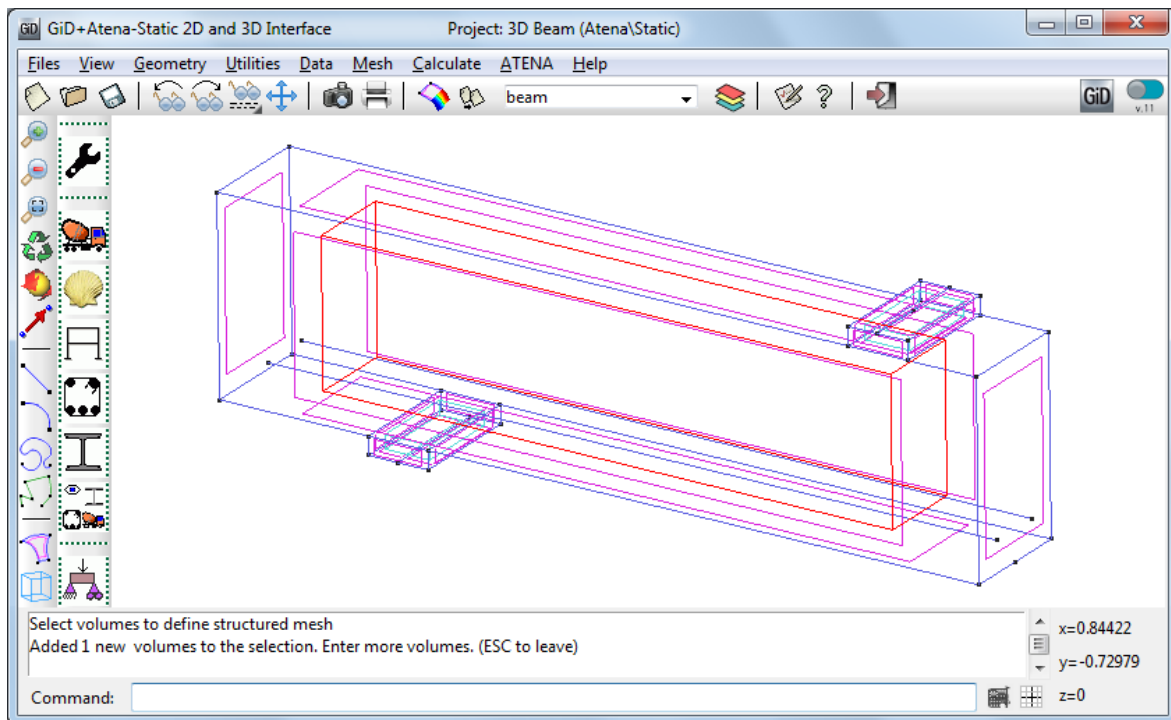 GiD GiD+Atena-Static 2D and 3D Interface Project: 3D Beam (Atena\Static)
Files View Geometry Utilities Data Mesh Calculate ATENA Help
beam GiD v.11
Select volumes to define structured mesh
Added 1 new volumes to the selection. Enter more volumes. (ESC to leave)
x=0.84422
y=-0.72979
Command:
z=0